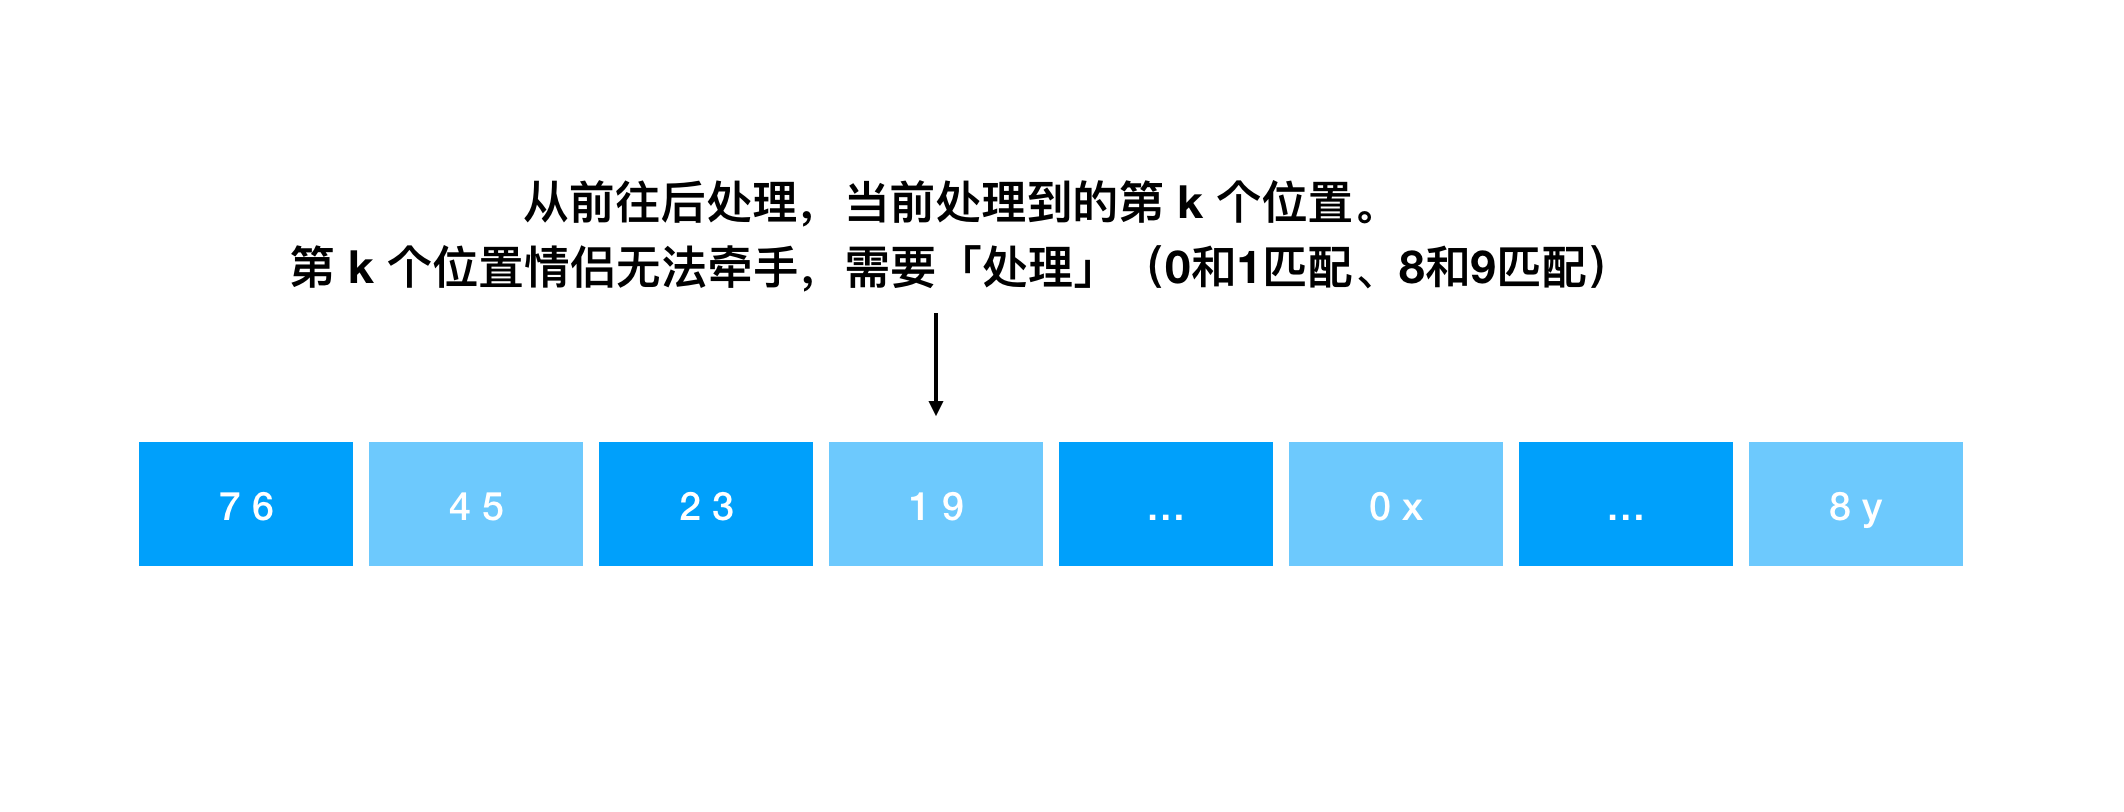 从前往后处理，当前处理到的第 k 个位置。
第 k 个位置情侣无法牵手，需要「处理」（0和1匹配、8和9匹配）
7 6 4 5 2 3 1 9 ... 0 x ... 8 y